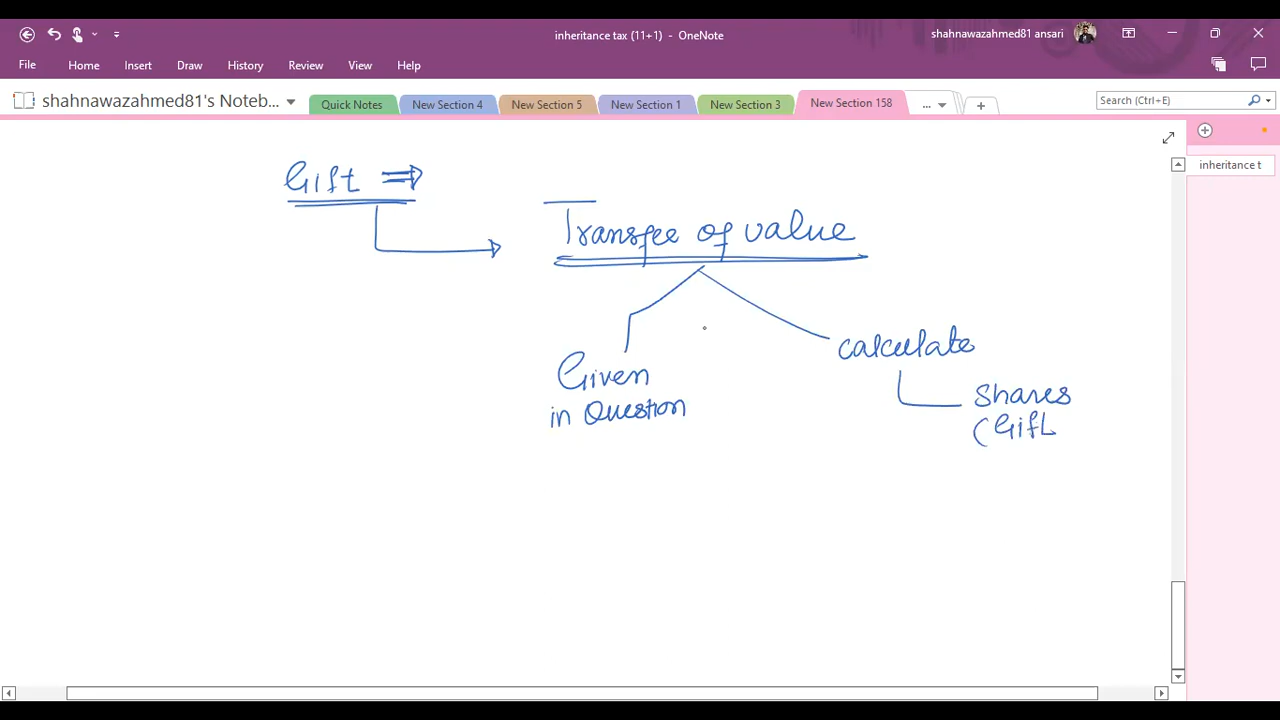 inheritance tax (11+1) - OneNote
shahnawazahmed81 ansari
File Home Insert Draw History Review View Help
shahnawazahmed81's Noteb...
Quick Notes New Section 4 New Section 5 New Section 1 New Section 3 New Section 158 ...
Search (Ctrl+E)
inheritance t
Gift ⇒
Transfee of value
Given
in Question
calculate
Shares
(Gift